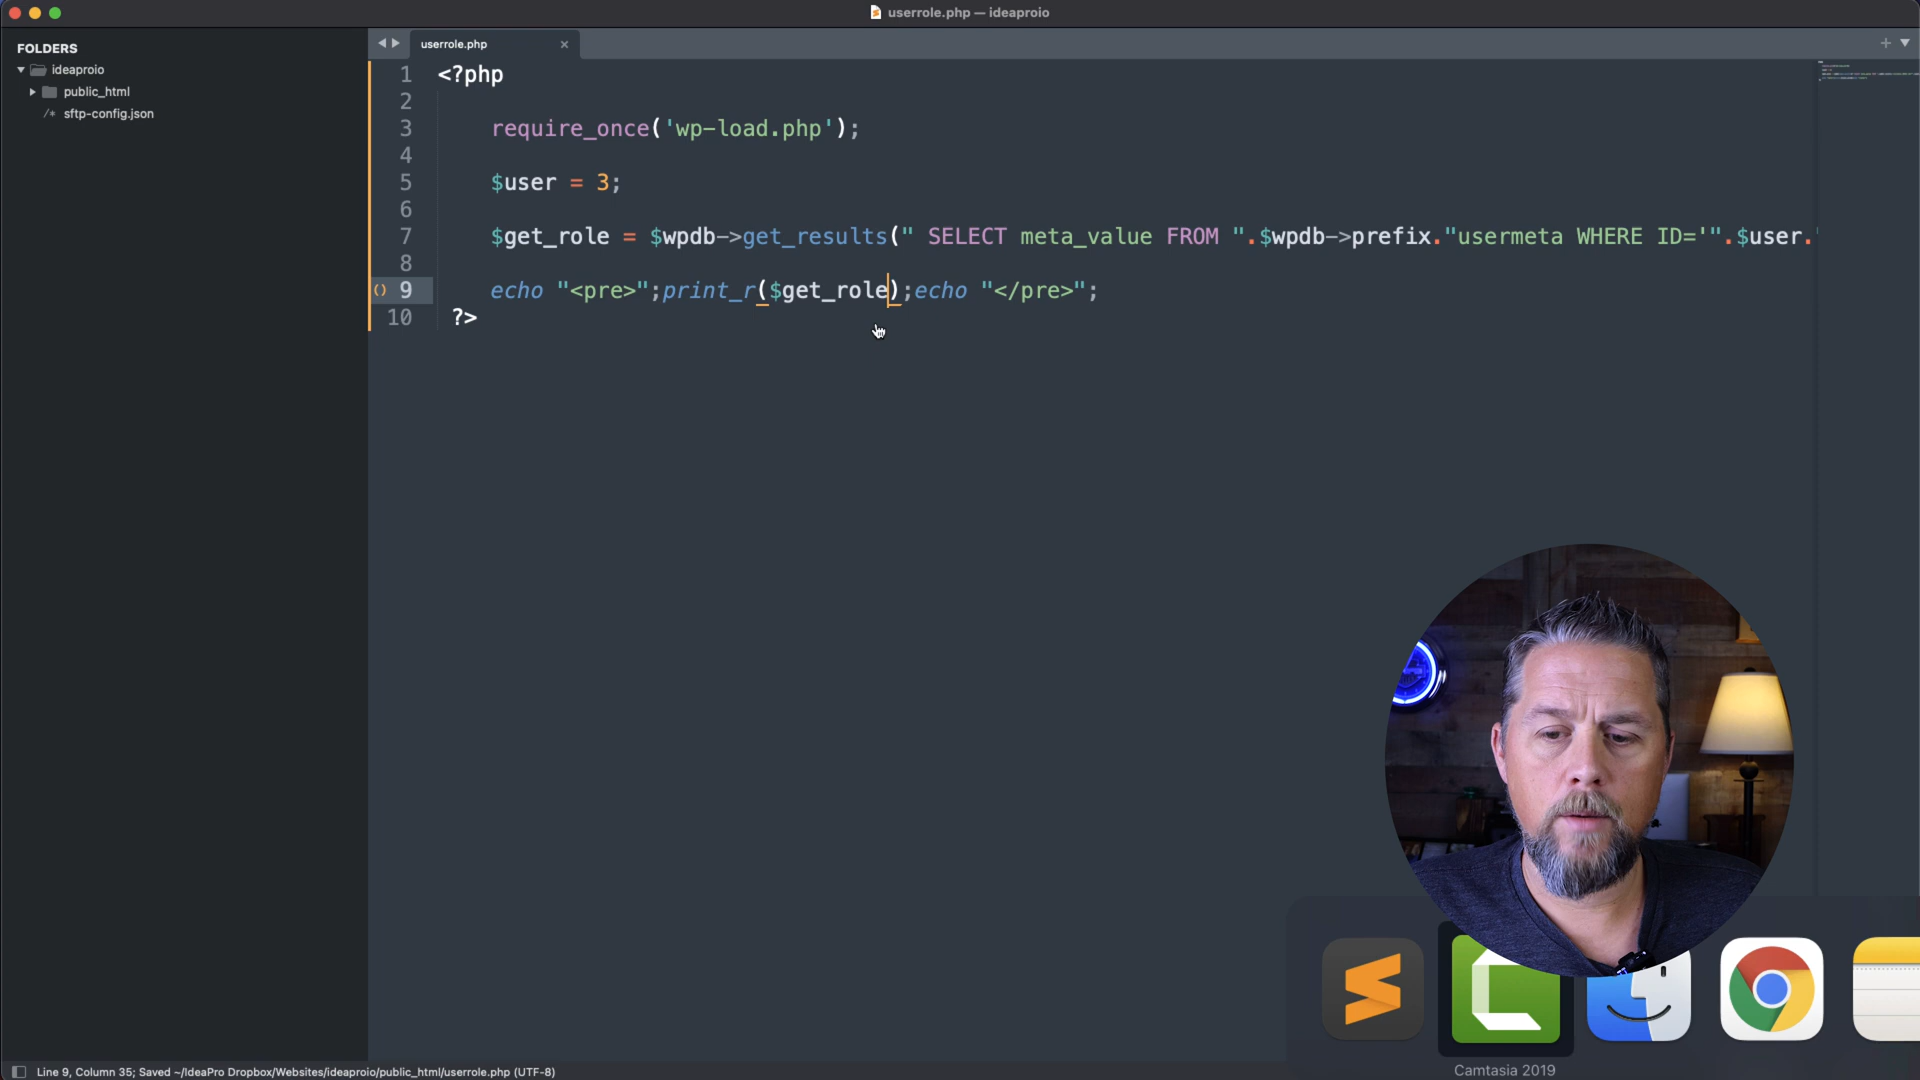 userrole.php — ideaproio
FOLDERS
ideaproio
public_html
/* sftp-config.json
userrole.php
1 <?php
2
3 require_once('wp-load.php');
4
5 $user = 3;
6
7 $get_role = $wpdb->get_results(" SELECT meta_value FROM ".$wpdb->prefix."usermeta WHERE ID='".$user.'
8
9 echo "<pre>";print_r($get_role);echo "</pre>";
10 ?>
Camtasia 2019
Line 9, Column 35; Saved ~/IdeaPro Dropbox/Websites/ideaproio/public_html/userrole.php (UTF-8)